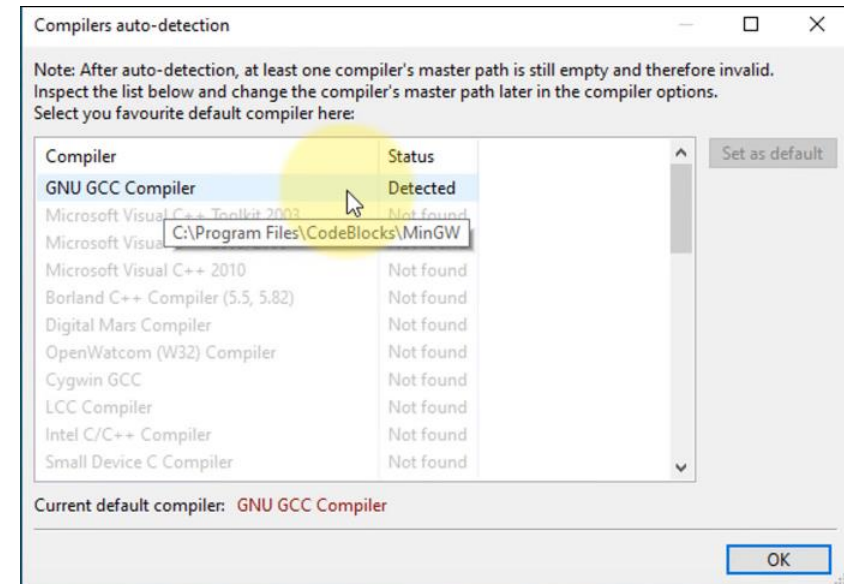 Compilers auto-detection
Note: After auto-detection, at least one compiler's master path is still empty and therefore invalid.
Inspect the list below and change the compiler's master path later in the compiler options.
Select you favourite default compiler here:
Compiler Status
Set as default
GNU GCC Compiler Detected
Microsoft Visual C++ Toolkit 2003 Not found
Microsoft Visual
C:\Program Files\CodeBlocks\MinGW
Microsoft Visual C++ 2010 Not found
Borland C++ Compiler (5.5, 5.82) Not found
Digital Mars Compiler Not found
OpenWatcom (W32) Compiler Not found
Cygwin GCC Not found
LCC Compiler Not found
Intel C/C++ Compiler Not found
Small Device C Compiler Not found
Current default compiler: GNU GCC Compiler
OK